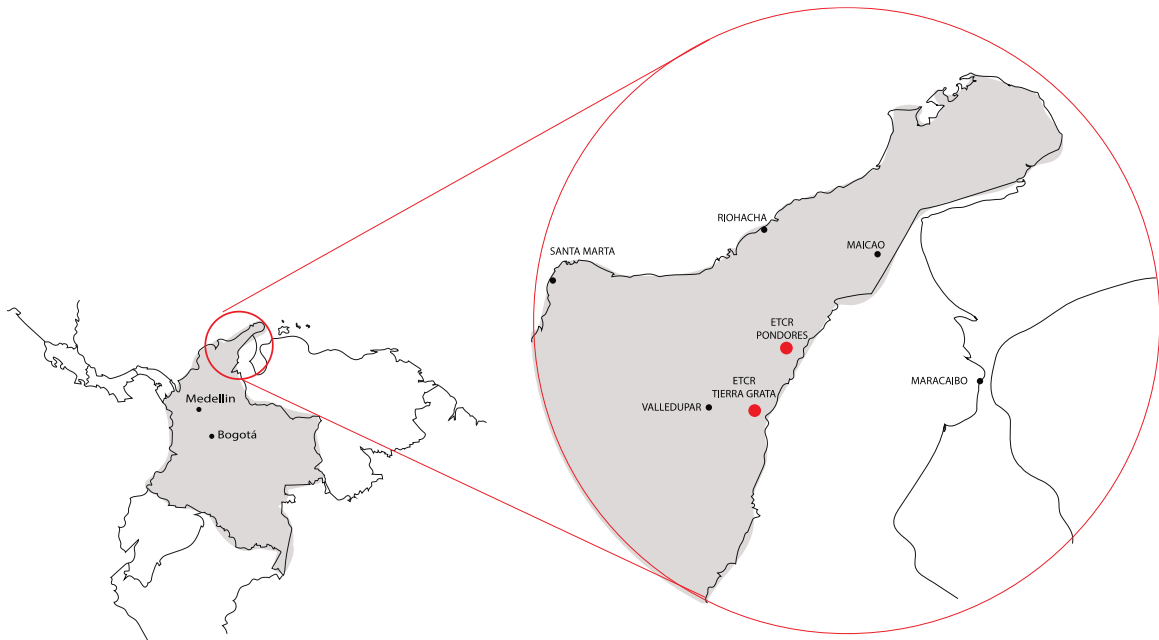 RIOHACHA
SANTA MARTA
MAICAO
ETCR
PONDORES
ETCR
TIERRA GRATA
VALLEDUPAR
MARACAIBO
Medellin
Bogotá